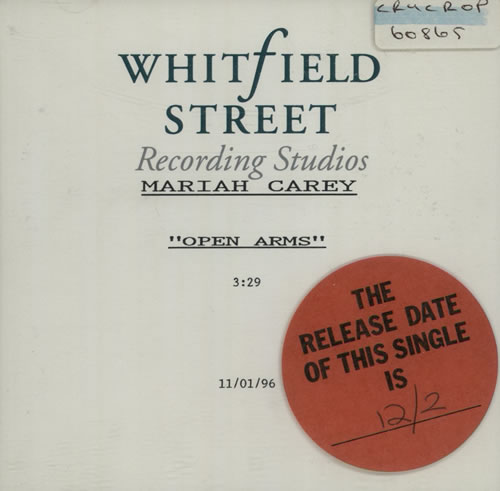 CRUCROP
60865
WHITfIELD
STREET
Recording Studios
MARIAH CAREY
"OPEN ARMS"
3:29
11/01/96
THE
RELEASE DATE
OF THIS SINGLE
IS
12/2